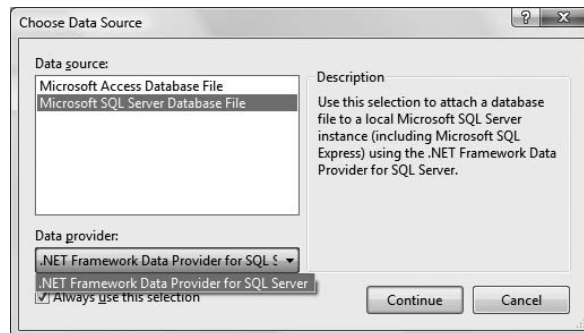 Choose Data Source
?
Data source:
Microsoft Access Database File
Microsoft SQL Server Database File
Description
Use this selection to attach a database
file to a local Microsoft SQL Server
instance (including Microsoft SQL
Express) using the .NET Framework Data
Provider for SQL Server.
Data provider:
.NET Framework Data Provider for SQL S
.NET Framework Data Provider for SQL Server
Always use this selection
Continue
Cancel